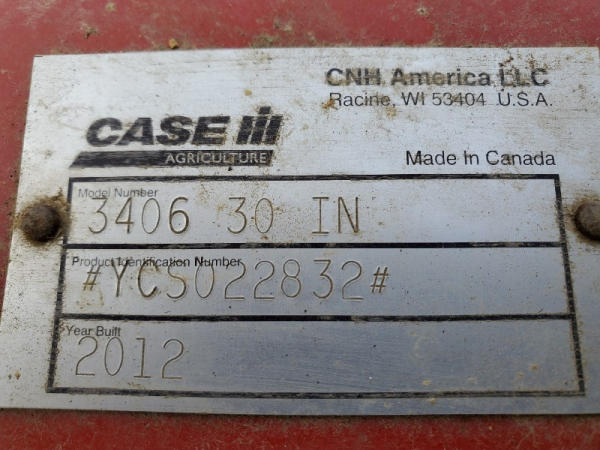 CNH America LLC
Racine, WI 53404 U.S.A.
CASE IH
AGRICULTURE
Made In Canada
Model Number
3406 30 IN
Product Identification Number
#YCS022832#
Year Built
2012